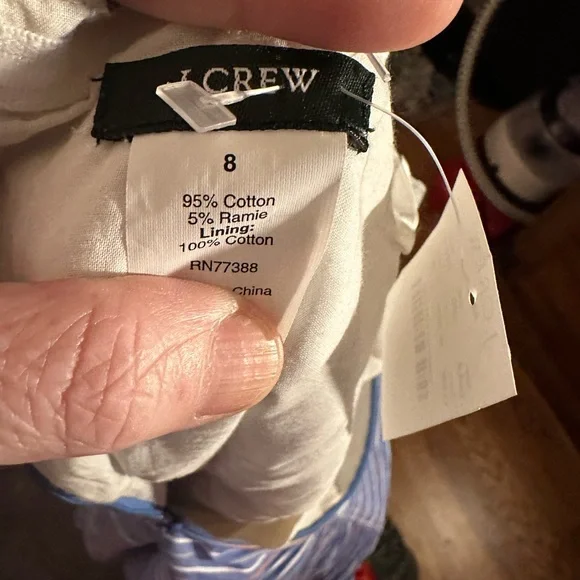 J.CREW
8
95% Cotton
5% Ramie
Lining:
100% Cotton
RN77388
China